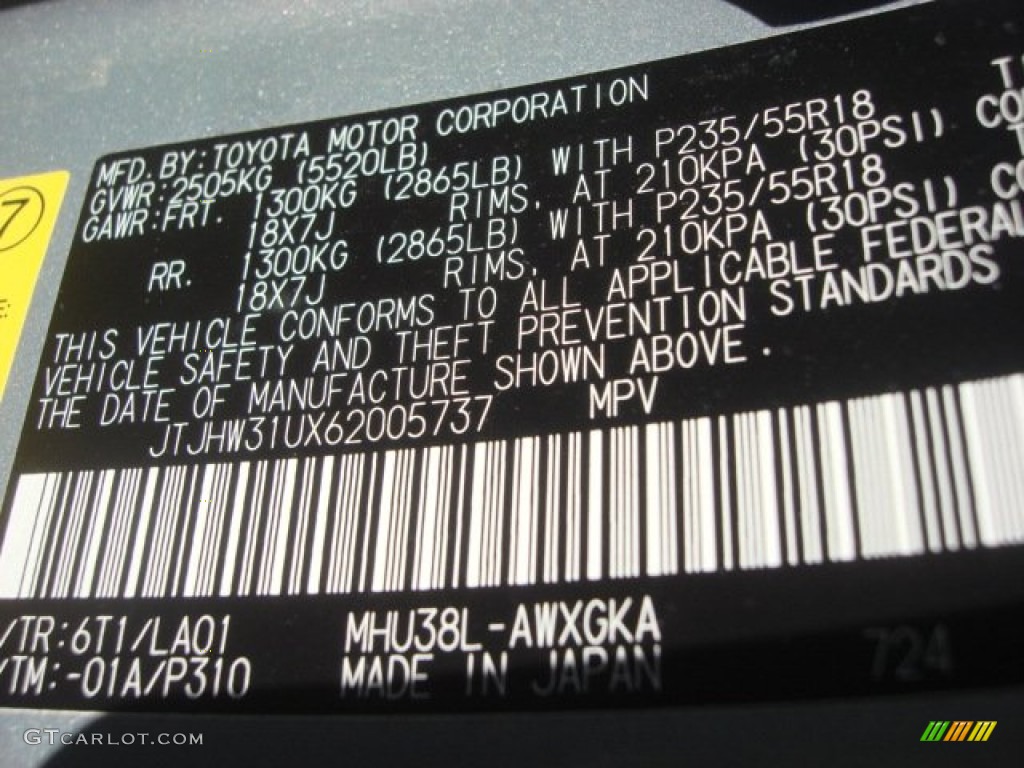 MFD. BY: TOYOTA MOTOR CORPORATION
GVWR: 2505KG (5520LB)
GAWR: FRT. 1300KG (2865LB) WITH P235/55R18
18X7J RIMS, AT 210KPA (30PSI)
RR. 1300KG (2865LB) WITH P235/55R18
18X7J RIMS, AT 210KPA (30PSI)
THIS VEHICLE CONFORMS TO ALL APPLICABLE FEDERAL
VEHICLE SAFETY AND THEFT PREVENTION STANDARDS
THE DATE OF MANUFACTURE SHOWN ABOVE.
JTJHW31UX62005737 MPV
/TR: 6T1/LA01 MHU38L-AWXGKA
/TM: -01A/P310 MADE IN JAPAN
724
7
E:
GTCARLOT.COM